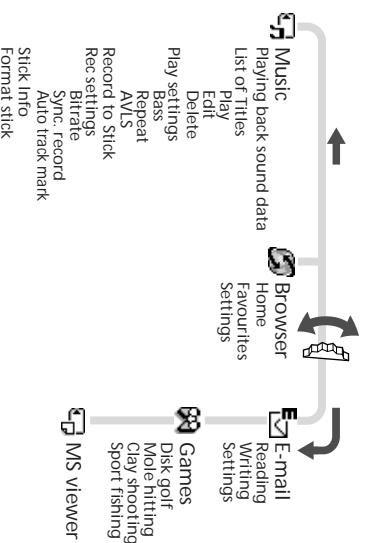 Music
Playing back sound data
List of Titles
Play
Edit
Delete
Play settings
Bass
Repeat
AVLS
Record to Stick
Rec settings
Bitrate
Sync. record
Auto track mark
Stick Info
Format stick
Browser
Home
Favourites
Settings
E-mail
Reading
Writing
Settings
Games
Disk golf
Mole hitting
Clay shooting
Sport fishing
MS viewer